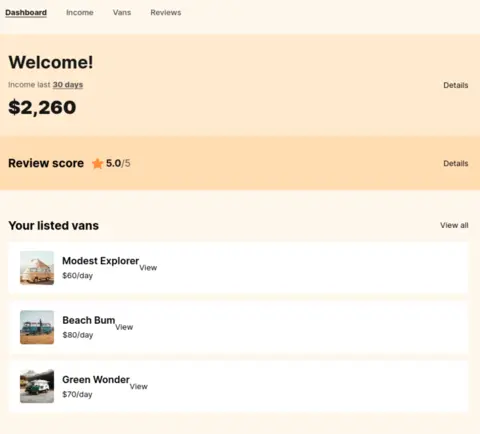 Dashboard Income Vans Reviews
Welcome!
Income last 30 days
Details
$2,260
Review score 5.0/5 Details
Your listed vans View all
Modest Explorer
View
$60/day
Beach Bum
View
$80/day
Green Wonder
View
$70/day